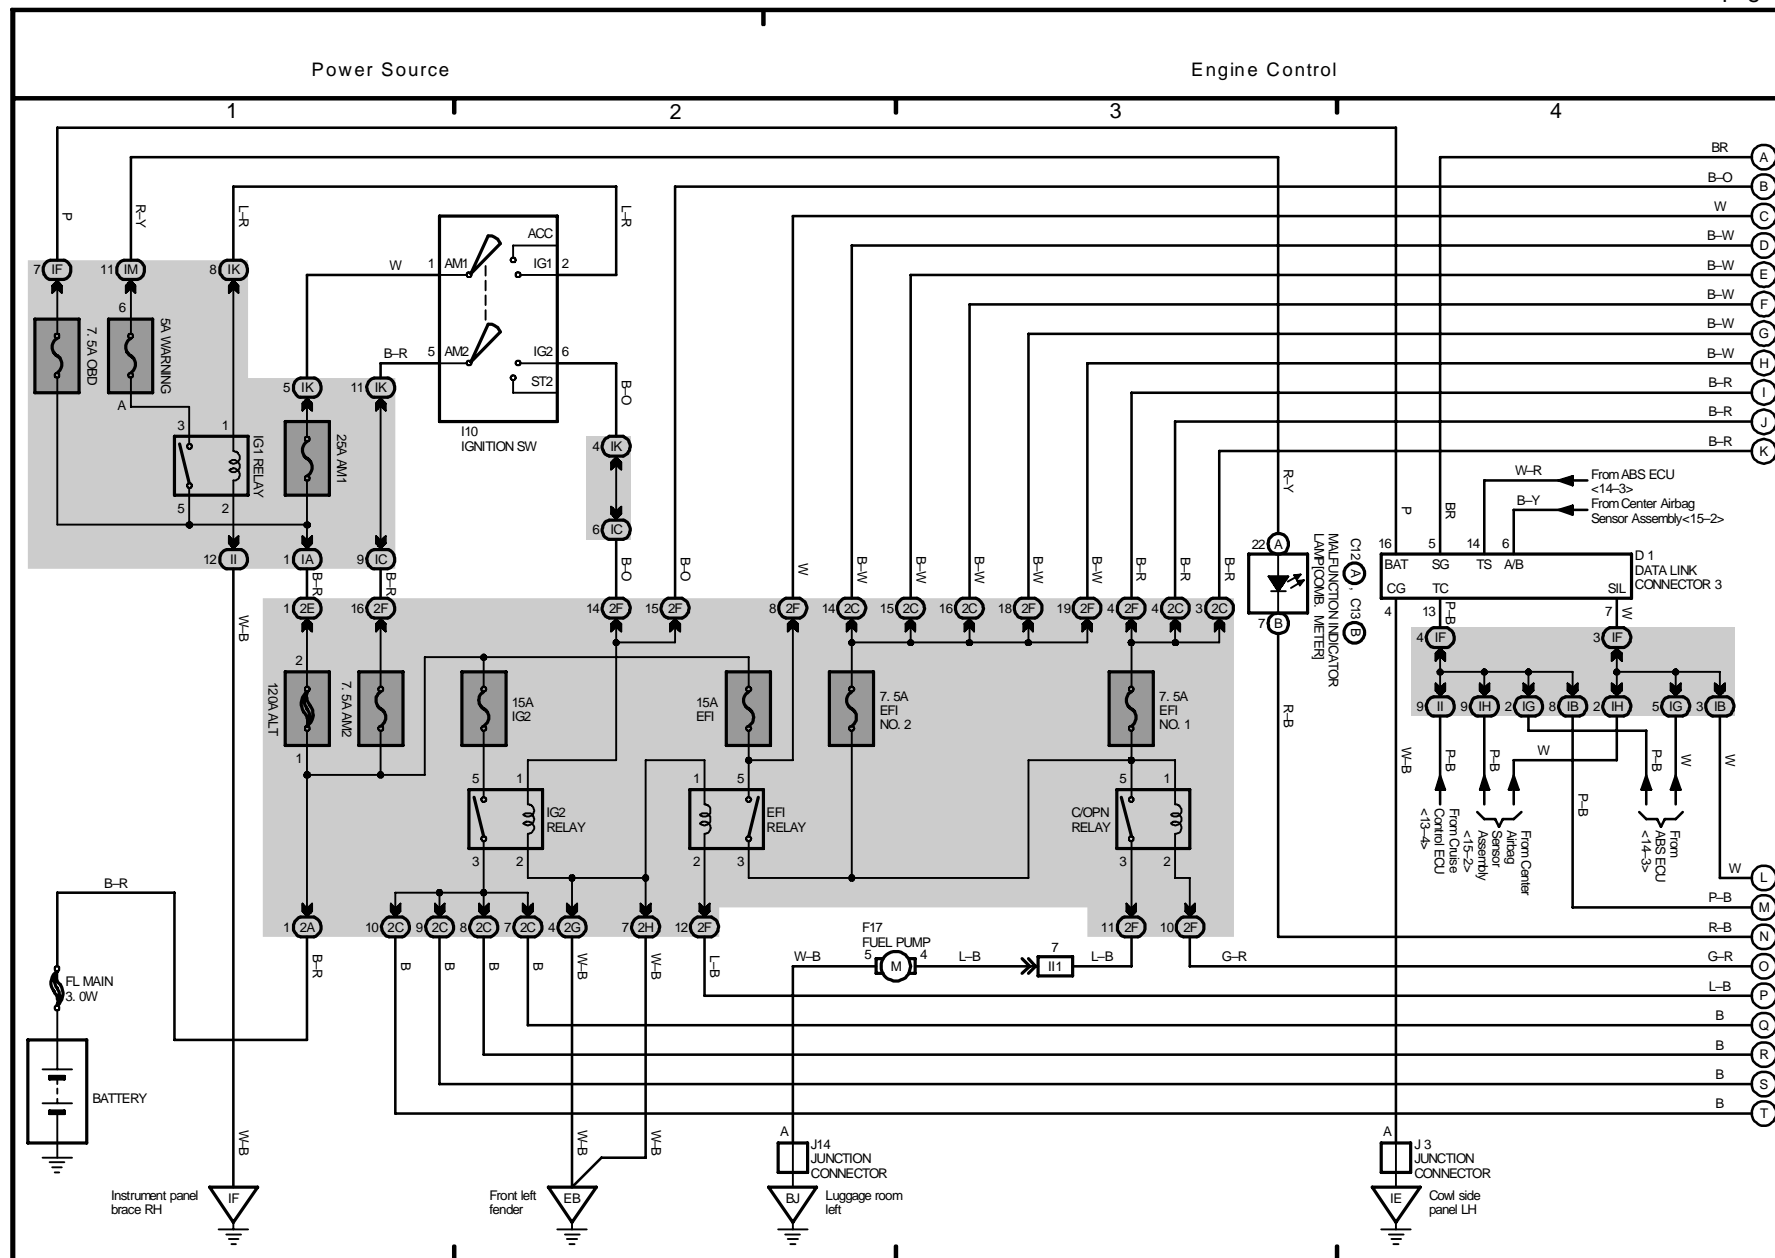 Power Source
Engine Control
1
2
3
4
BR
A
B–O
B
W
C
B–W
D
B–W
E
B–W
F
B–W
G
B–W
H
B–R
I
B–R
J
B–R
K
P
R–Y
L–R
L–R
7 IF
11 IM
8 IK
W
1 AM1
ACC
IG1 2
B–R
5 AM2
IG2 6
ST2
I10
IGNITION SW
B–O
7. 5A OBD
6
5A WARNING
A
5 IK
11 IK
3
1
IG1 RELAY
25A AM1
5
2
4 IK
6 IC
12 II
1 IA
9 IC
B–R
B–R
B–O
B–O
W
B–W
B–W
B–W
B–W
B–W
B–R
B–R
B–R
R–Y
P
BR
W–R
From ABS ECU
<14–3>
B–Y
From Center Airbag
Sensor Assembly<15–2>
22 A
7 B
C12 A , C13 B
MALFUNCTION INDICATOR
LAMP[COMB. METER]
16
5
14
6
BAT
SG
TS
A/B
CG
TC
SIL
D 1
DATA LINK
CONNECTOR 3
4
13
7
P–B
W
1 2E
16 2F
14 2F
15 2F
8 2F
14 2C
15 2C
16 2C
18 2F
19 2F
4 2F
4 2C
3 2C
W–B
4 IF
3 IF
2
120A ALT
1
7. 5A AM2
15A
IG2
15A
EFI
7. 5A
EFI
NO. 2
7. 5A
EFI
NO. 1
R–B
9 II
9 IH
2 IG
8 IB
2 IH
5 IG
3 IB
W–B
P–B
P–B
W
P–B
P–B
W
W
5
1
IG2
RELAY
3
2
1
5
EFI
RELAY
2
3
C/OPN
RELAY
5
1
3
2
From Cruise
Control ECU
<13–4>
From Center
Airbag
Sensor
Assembly
<15–2>
From
ABS ECU
<14–3>
W
L
P–B
M
R–B
N
G–R
O
L–B
P
B
Q
B
R
B
S
B
T
B–R
1 2A
10 2C
9 2C
8 2C
7 2C
4 2G
7 2H
12 2F
11 2F
10 2F
B–R
B
B
B
B
W–B
W–B
L–B
F17
FUEL PUMP
W–B
5
M
4
L–B
7
II1
L–B
G–R
FL MAIN
3. 0W
BATTERY
W–B
W–B
W–B
A
J14
JUNCTION
CONNECTOR
A
J 3
JUNCTION
CONNECTOR
Instrument panel
brace RH
IF
Front left
fender
EB
BJ
Luggage room
left
IE
Cowl side
panel LH